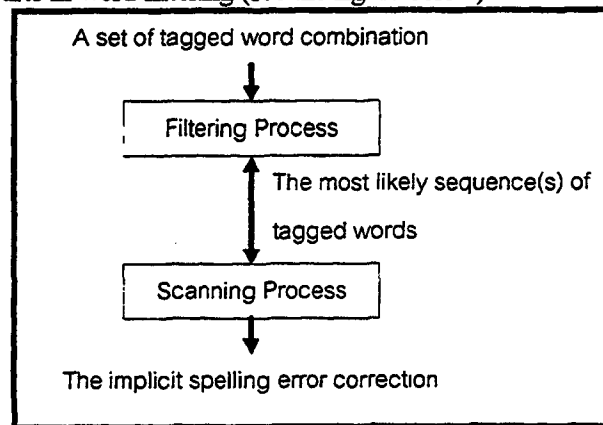 A set of tagged word combination
Filtering Process
The most likely sequence(s) of
tagged words
Scanning Process
The implicit spelling error correction